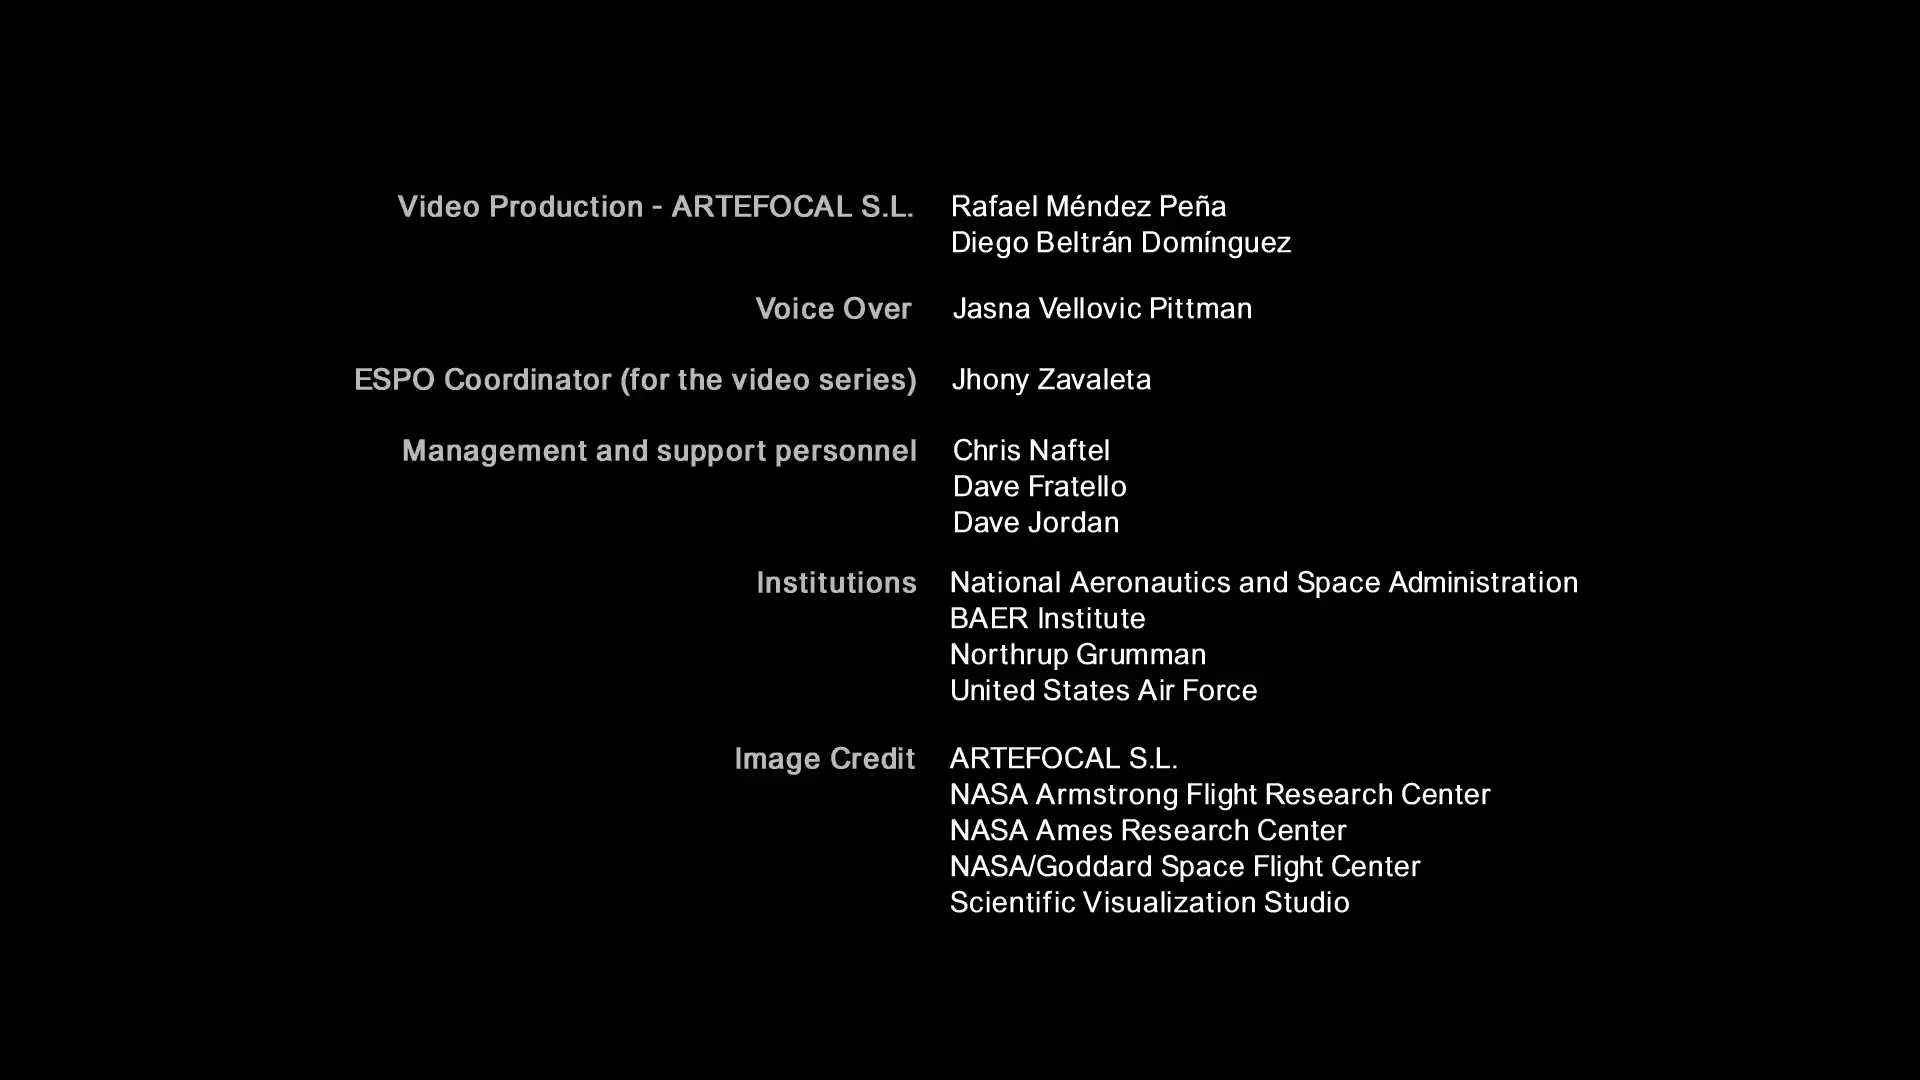 Video Production - ARTEFOCAL S.L. Rafael Méndez Peña
Diego Beltrán Domínguez
Voice Over Jasna Vellovic Pittman
ESPO Coordinator (for the video series) Jhony Zavaleta
Management and support personnel Chris Naftel
Dave Fratello
Dave Jordan
Institutions National Aeronautics and Space Administration
BAER Institute
Northrup Grumman
United States Air Force
Image Credit ARTEFOCAL S.L.
NASA Armstrong Flight Research Center
NASA Ames Research Center
NASA/Goddard Space Flight Center
Scientific Visualization Studio